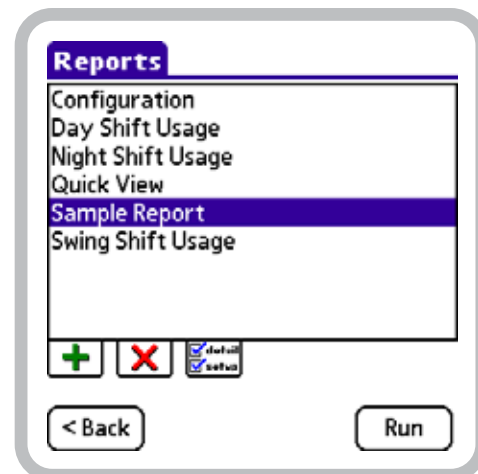 Reports
Configuration
Day Shift Usage
Night Shift Usage
Quick View
Sample Report
Swing Shift Usage
detail
setup
< Back
Run